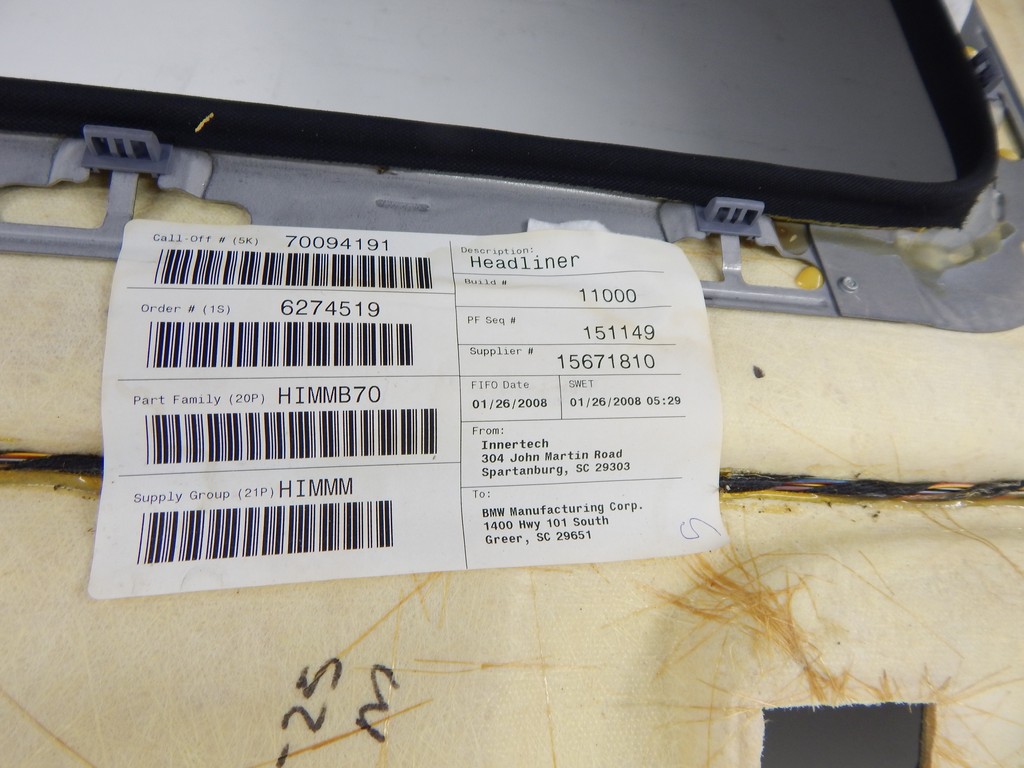 Call-Off # (5K) 70094191
Order # (1S) 6274519
Part Family (20P) HIMMB70
Supply Group (21P) HIMMM
Description:
Headliner
Build #
11000
PF Seq #
151149
Supplier #
15671810
FIFO Date
01/26/2008
SWET
01/26/2008 05:29
From:
Innertech
304 John Martin Road
Spartanburg, SC 29303
To:
BMW Manufacturing Corp.
1400 Hwy 101 South
Greer, SC 29651